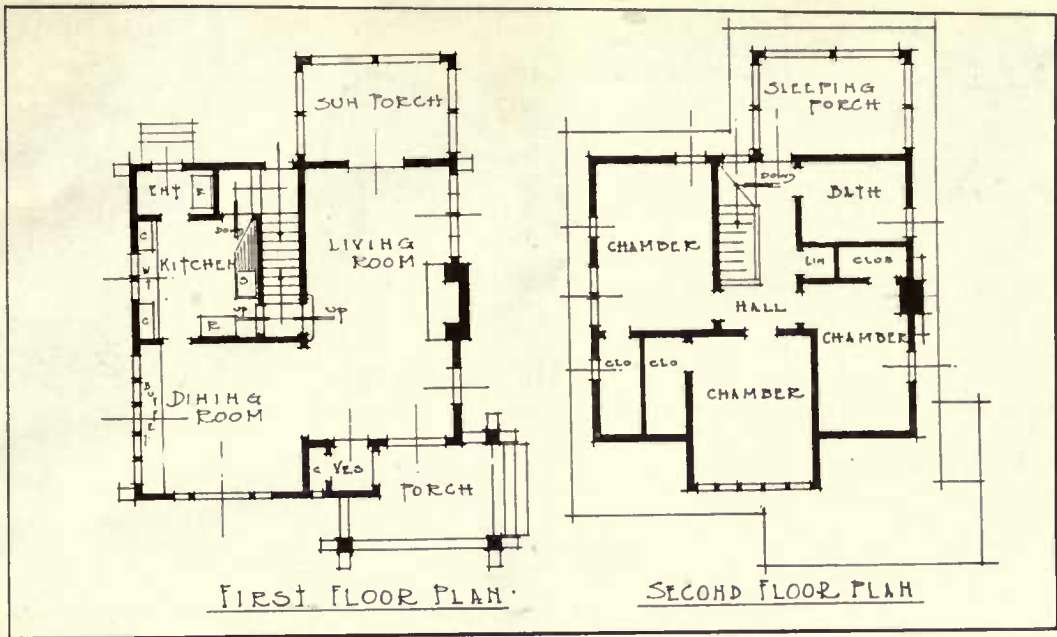 SUN PORCH
ENT
R
C
DOWN
LIVING
ROOM
W
KITCHEN
T
S
C
R
UP
UP
DINING
ROOM
BUFFET
C
VES
PORCH
FIRST FLOOR PLAN.
SLEEPING
PORCH
DOWN
BATH
CHAMBER
LIN
CLOS
HALL
CHAMBER
CLO
CLO
CHAMBER
SECOND FLOOR PLAN